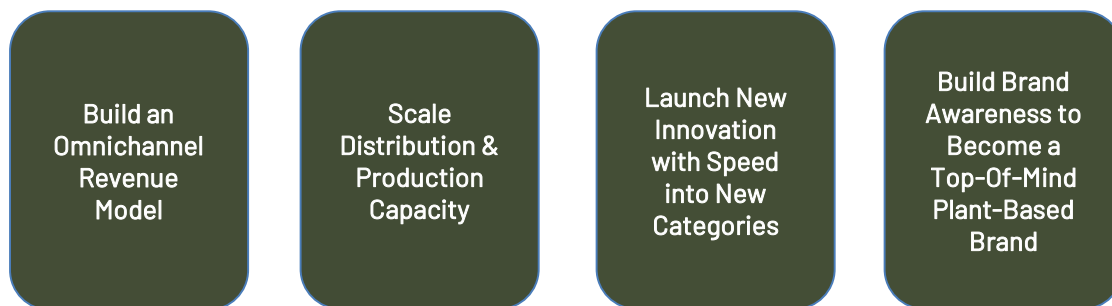 Build an
Omnichannel
Revenue
Model
Scale
Distribution &
Production
Capacity
Launch New
Innovation
with Speed
into New
Categories
Build Brand
Awareness to
Become a
Top-Of-Mind
Plant-Based
Brand